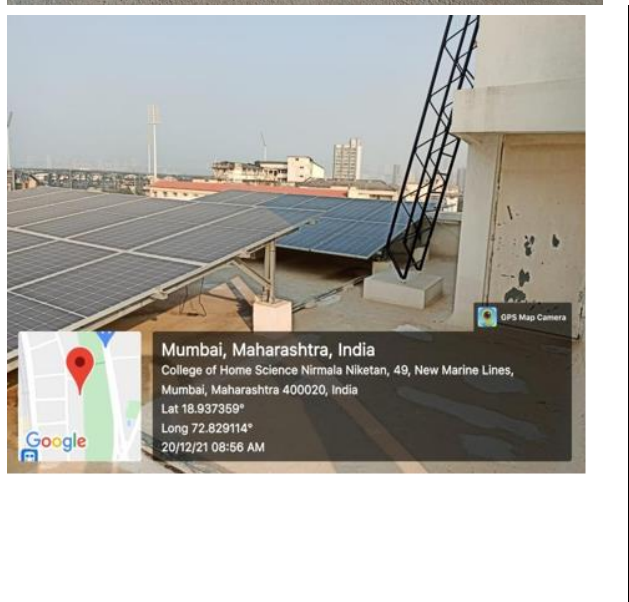 GPS Map Camera
Mumbai, Maharashtra, India
College of Home Science Nirmala Niketan, 49, New Marine Lines,
Mumbai, Maharashtra 400020, India
Lat 18.937359°
Long 72.829114°
20/12/21 08:56 AM
Google